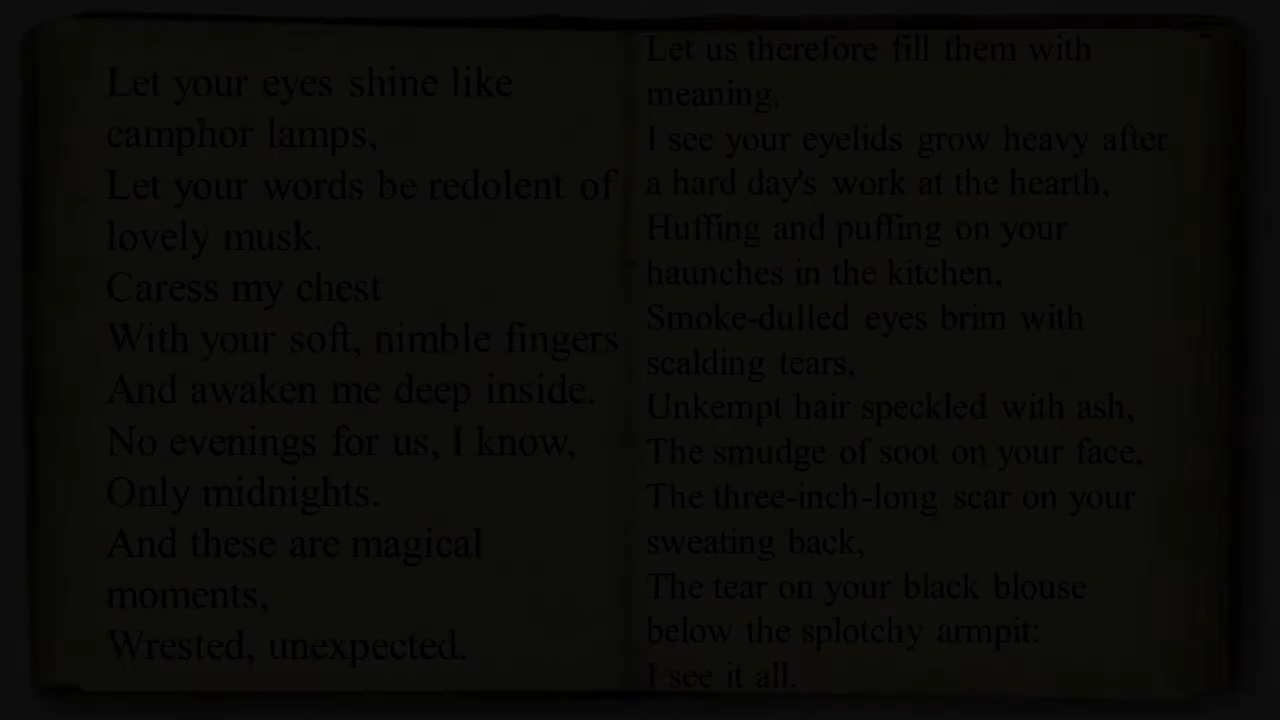 Let your eyes shine like
camphor lamps,
Let your words be redolent of
lovely musk.
Caress my chest
With your soft, nimble fingers
And awaken me deep inside.
No evenings for us, I know,
Only midnights.
And these are magical
moments,
Wrested, unexpected.
Let us therefore fill them with
meaning,
I see your eyelids grow heavy after
a hard day's work at the hearth,
Huffing and puffing on your
haunches in the kitchen,
Smoke-dulled eyes brim with
scalding tears,
Unkempt hair speckled with ash,
The smudge of soot on your face,
The three-inch-long scar on your
sweating back,
The tear on your black blouse
below the splotchy armpit:
I see it all.